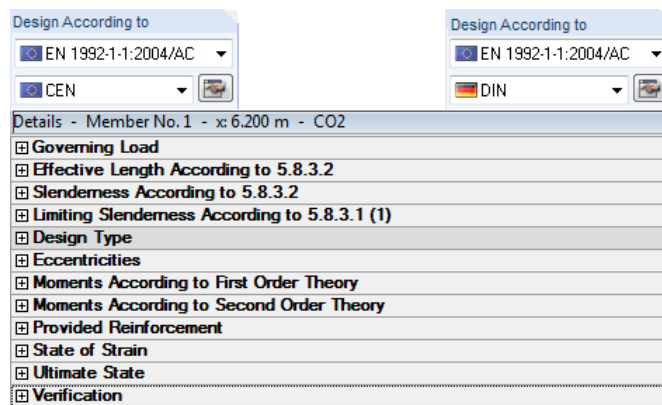 Design According to
EN 1992-1-1:2004/AC
CEN
Design According to
EN 1992-1-1:2004/AC
DIN
Details - Member No. 1 - x: 6.200 m - CO2
Governing Load
Effective Length According to 5.8.3.2
Slenderness According to 5.8.3.2
Limiting Slenderness According to 5.8.3.1 (1)
Design Type
Eccentricities
Moments According to First Order Theory
Moments According to Second Order Theory
Provided Reinforcement
State of Strain
Ultimate State
Verification